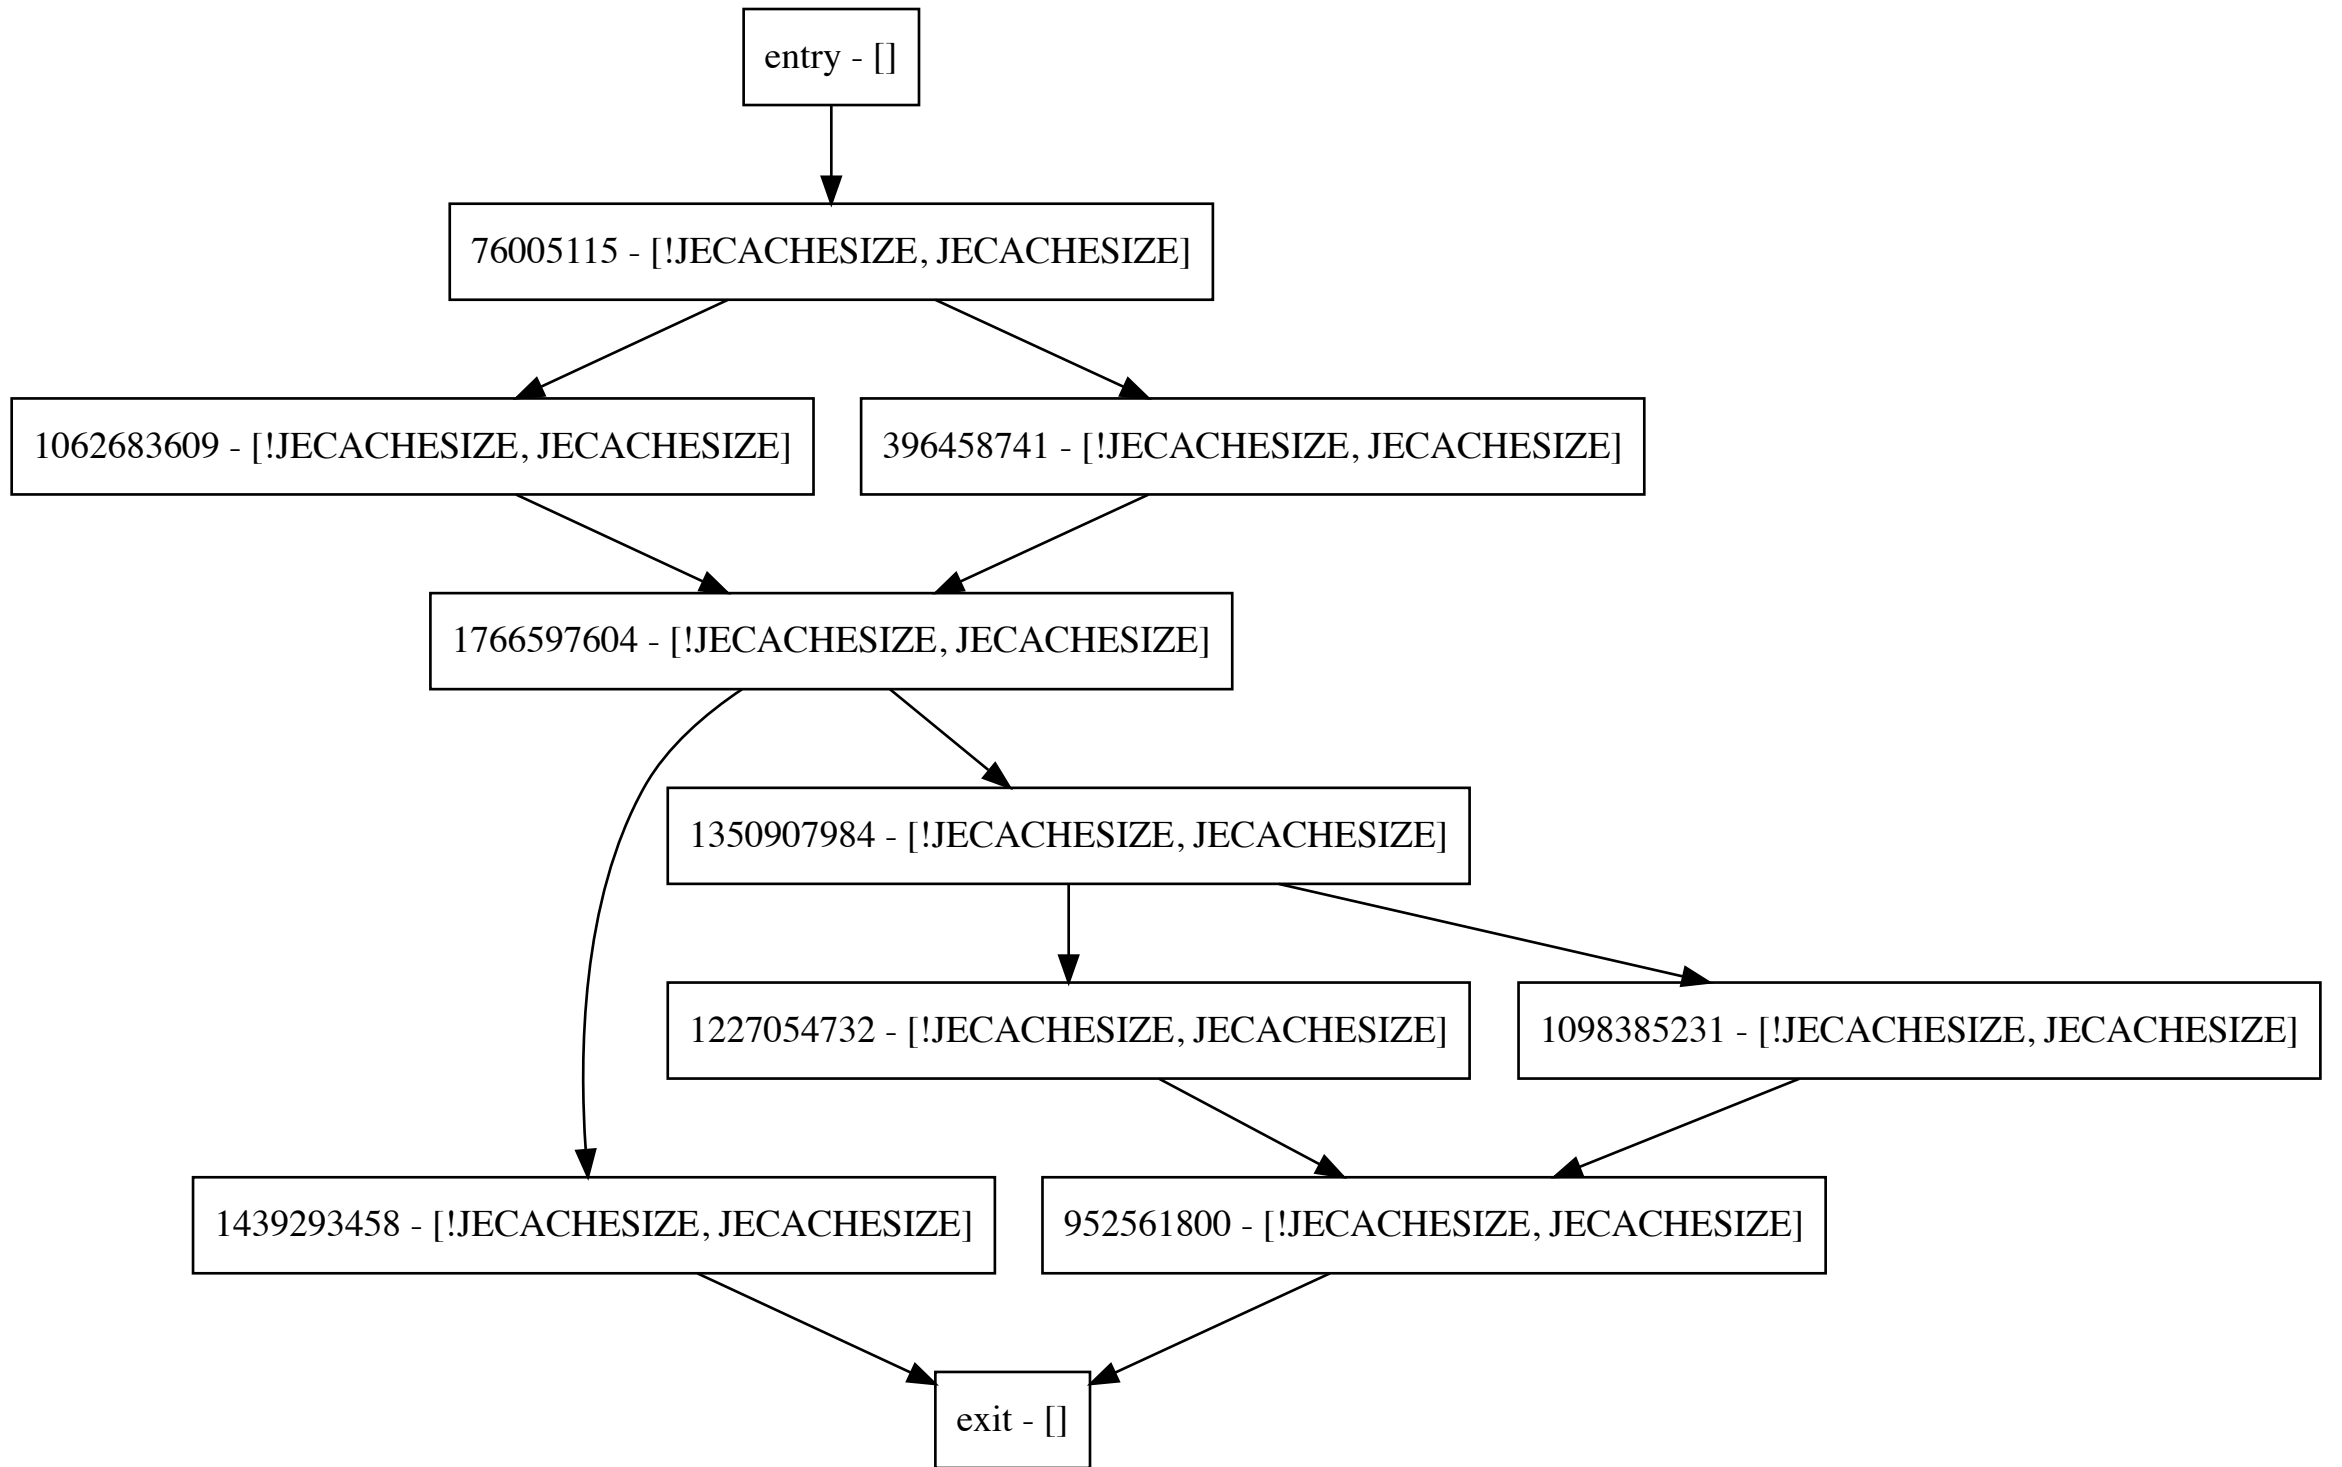 entry - []
76005115 - [!JECACHESIZE, JECACHESIZE]
1062683609 - [!JECACHESIZE, JECACHESIZE]
396458741 - [!JECACHESIZE, JECACHESIZE]
1766597604 - [!JECACHESIZE, JECACHESIZE]
1350907984 - [!JECACHESIZE, JECACHESIZE]
1227054732 - [!JECACHESIZE, JECACHESIZE]
1098385231 - [!JECACHESIZE, JECACHESIZE]
1439293458 - [!JECACHESIZE, JECACHESIZE]
952561800 - [!JECACHESIZE, JECACHESIZE]
exit - []